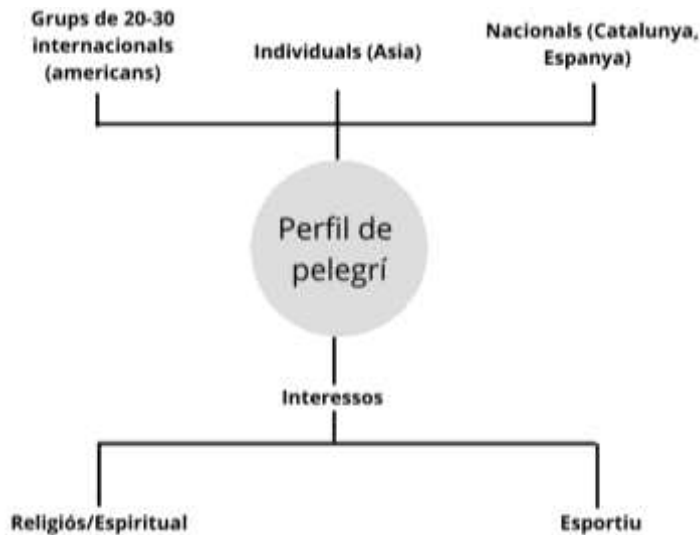 Grups de 20-30
internacionals
(americans)
Individuals (Asia)
Nacionals (Catalunya,
Espanya)
Perfil de
pelegrí
Interessos
Religiós/Espiritual
Esportiu